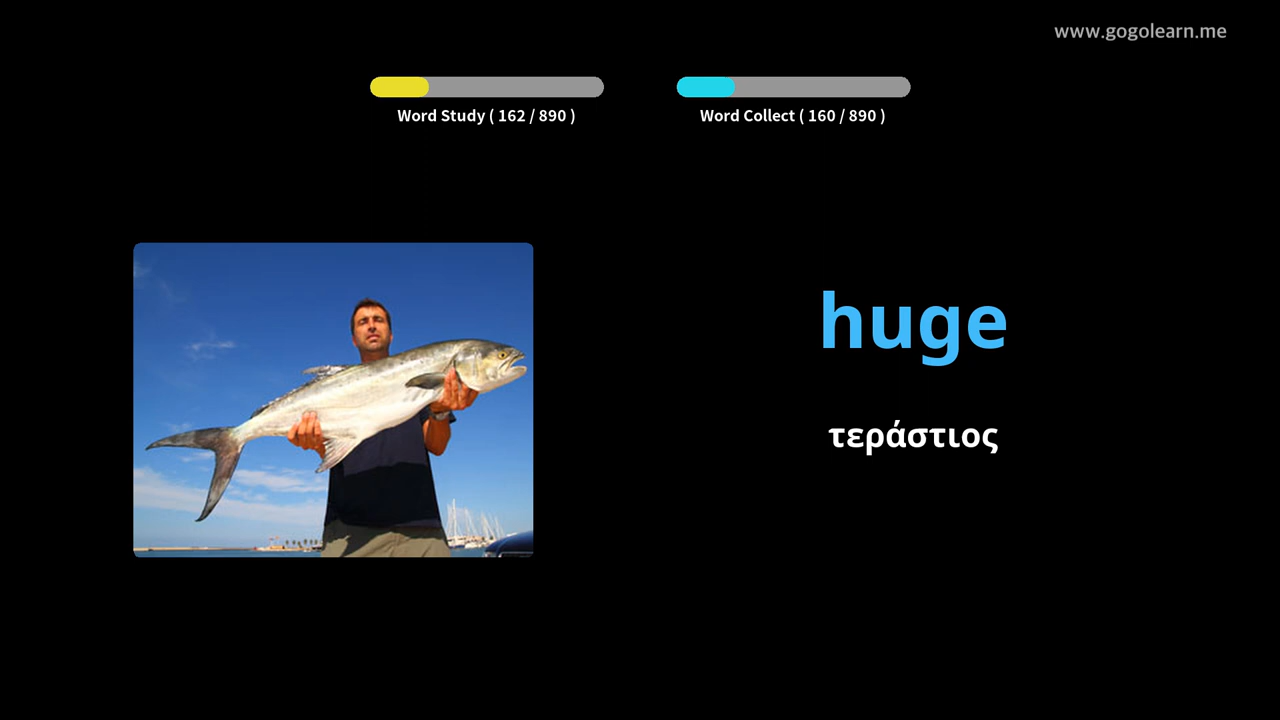 www.gogolearn.me
Word Study ( 162 / 890 )
Word Collect ( 160 / 890 )
huge
τεράστιος